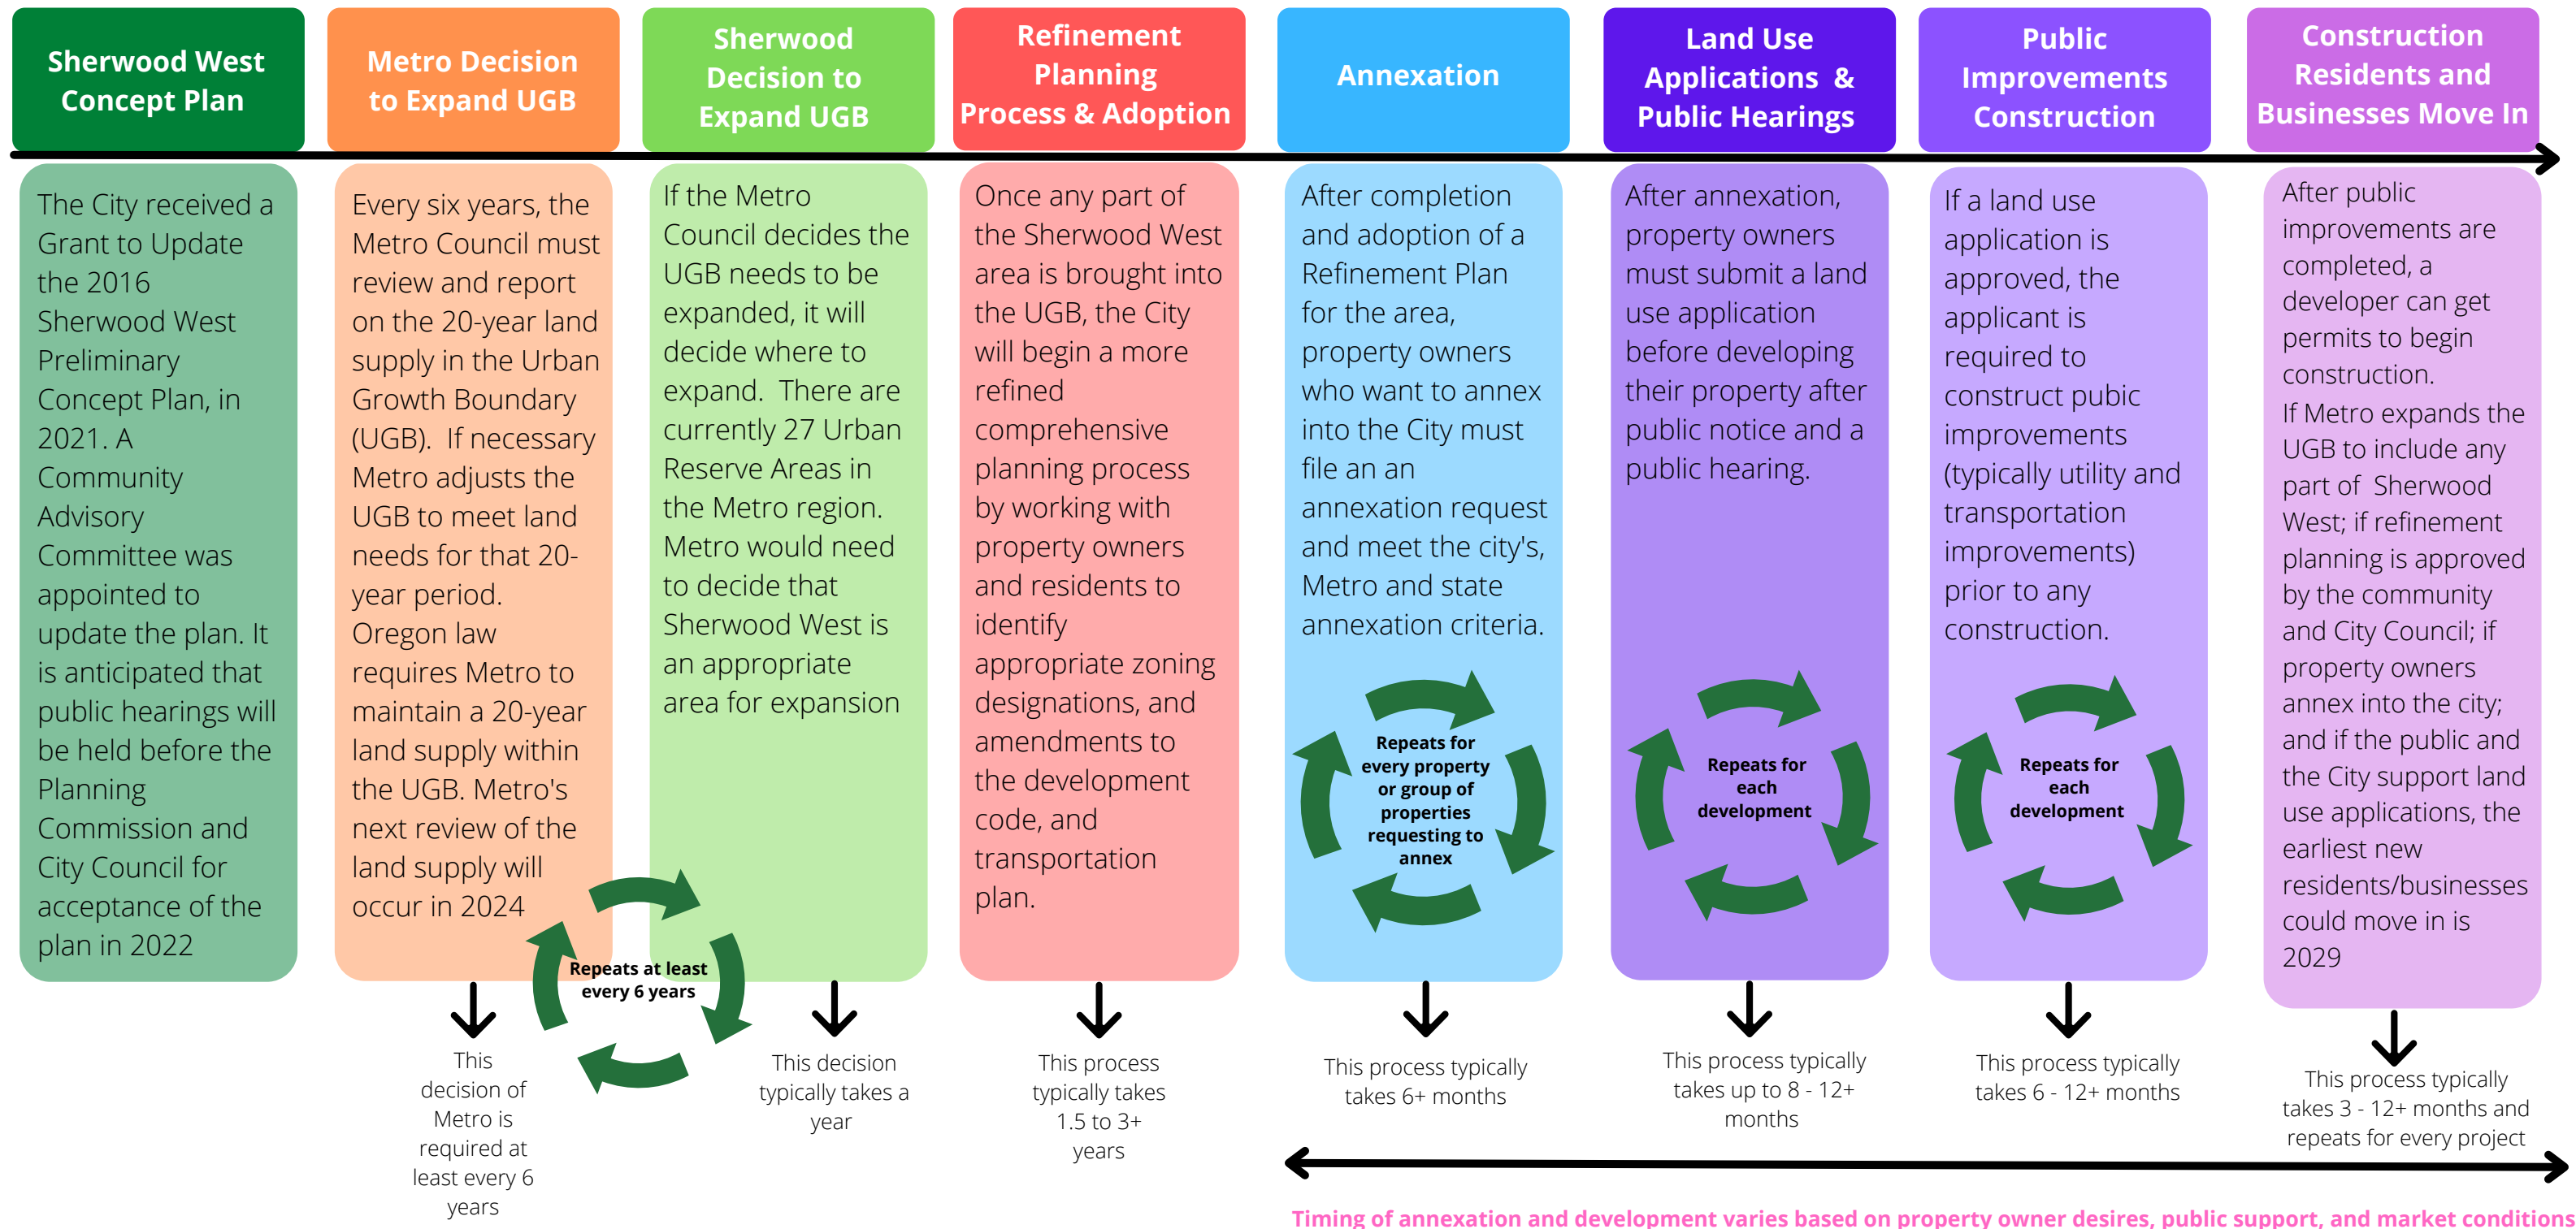 Sherwood West
Concept Plan
Metro Decision
to Expand UGB
Sherwood
Decision to
Expand UGB
Refinement
Planning
Process & Adoption
Annexation
Land Use
Applications &
Public Hearings
Public
Improvements
Construction
Construction
Residents and
Businesses Move In
The City received a
Grant to Update
the 2016
Sherwood West
Preliminary
Concept Plan, in
2021. A
Community
Advisory
Committee was
appointed to
update the plan. It
is anticipated that
public hearings will
be held before the
Planning
Commission and
City Council for
acceptance of the
plan in 2022
Every six years, the
Metro Council must
review and report
on the 20-year land
supply in the Urban
Growth Boundary
(UGB). If necessary
Metro adjusts the
UGB to meet land
needs for that 20-
year period.
Oregon law
requires Metro to
maintain a 20-year
land supply within
the UGB. Metro's
next review of the
land supply will
occur in 2024
If the Metro
Council decides the
UGB needs to be
expanded, it will
decide where to
expand. There are
currently 27 Urban
Reserve Areas in
the Metro region.
Metro would need
to decide that
Sherwood West is
an appropriate
area for expansion
Repeats at least
every 6 years
Once any part of
the Sherwood West
area is brought into
the UGB, the City
will begin a more
refined
comprehensive
planning process
by working with
property owners
and residents to
identify
appropriate zoning
designations, and
amendments to
the development
code, and
transportation
plan.
After completion
and adoption of a
Refinement Plan
for the area,
property owners
who want to annex
into the City must
file an an
annexation request
and meet the city's,
Metro and state
annexation criteria.
Repeats for
every property
or group of
properties
requesting to
annex
After annexation,
property owners
must submit a land
use application
before developing
their property after
public notice and a
public hearing.
Repeats for
each
development
If a land use
application is
approved, the
applicant is
required to
construct pubic
improvements
(typically utility and
transportation
improvements)
prior to any
construction.
Repeats for
each
development
After public
improvements are
completed, a
developer can get
permits to begin
construction.
If Metro expands the
UGB to include any
part of Sherwood
West; if refinement
planning is approved
by the community
and City Council; if
property owners
annex into the city;
and if the public and
the City support land
use applications, the
earliest new
residents/businesses
could move in is
2029
This
decision of
Metro is
required at
least every 6
years
This decision
typically takes a
year
This process
typically takes
1.5 to 3+
years
This process typically
takes 6+ months
This process typically
takes up to 8 - 12+
months
This process typically
takes 6 - 12+ months
This process typically
takes 3 - 12+ months and
repeats for every project
Timing of annexation and development varies based on property owner desires, public support, and market conditions